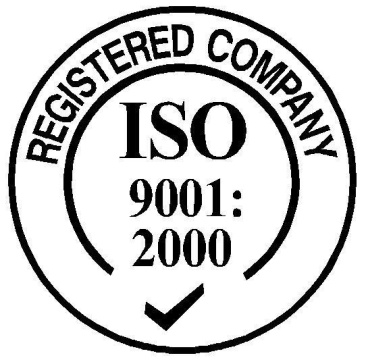 REGISTERED COMPANY
ISO
9001:
2000